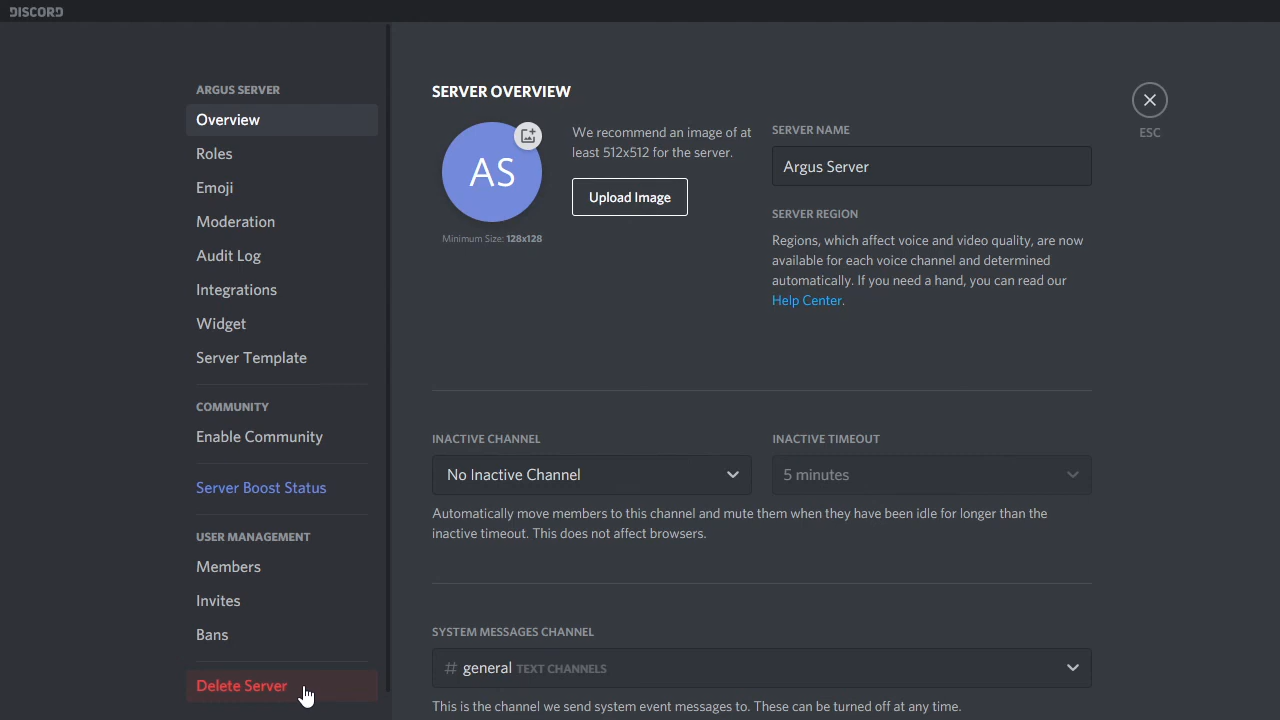 DISCORD
ARGUS SERVER
Overview
Roles
Emoji
Moderation
Audit Log
Integrations
Widget
Server Template
COMMUNITY
Enable Community
Server Boost Status
USER MANAGEMENT
Members
Invites
Bans
Delete Server
SERVER OVERVIEW
AS
Minimum Size: 128x128
We recommend an image of at
least 512x512 for the server.
Upload Image
SERVER NAME
Argus Server
SERVER REGION
Regions, which affect voice and video quality, are now
available for each voice channel and determined
automatically. If you need a hand, you can read our
Help Center.
ESC
INACTIVE CHANNEL
No Inactive Channel
INACTIVE TIMEOUT
5 minutes
Automatically move members to this channel and mute them when they have been idle for longer than the
inactive timeout. This does not affect browsers.
SYSTEM MESSAGES CHANNEL
# general TEXT CHANNELS
This is the channel we send system event messages to. These can be turned off at any time.